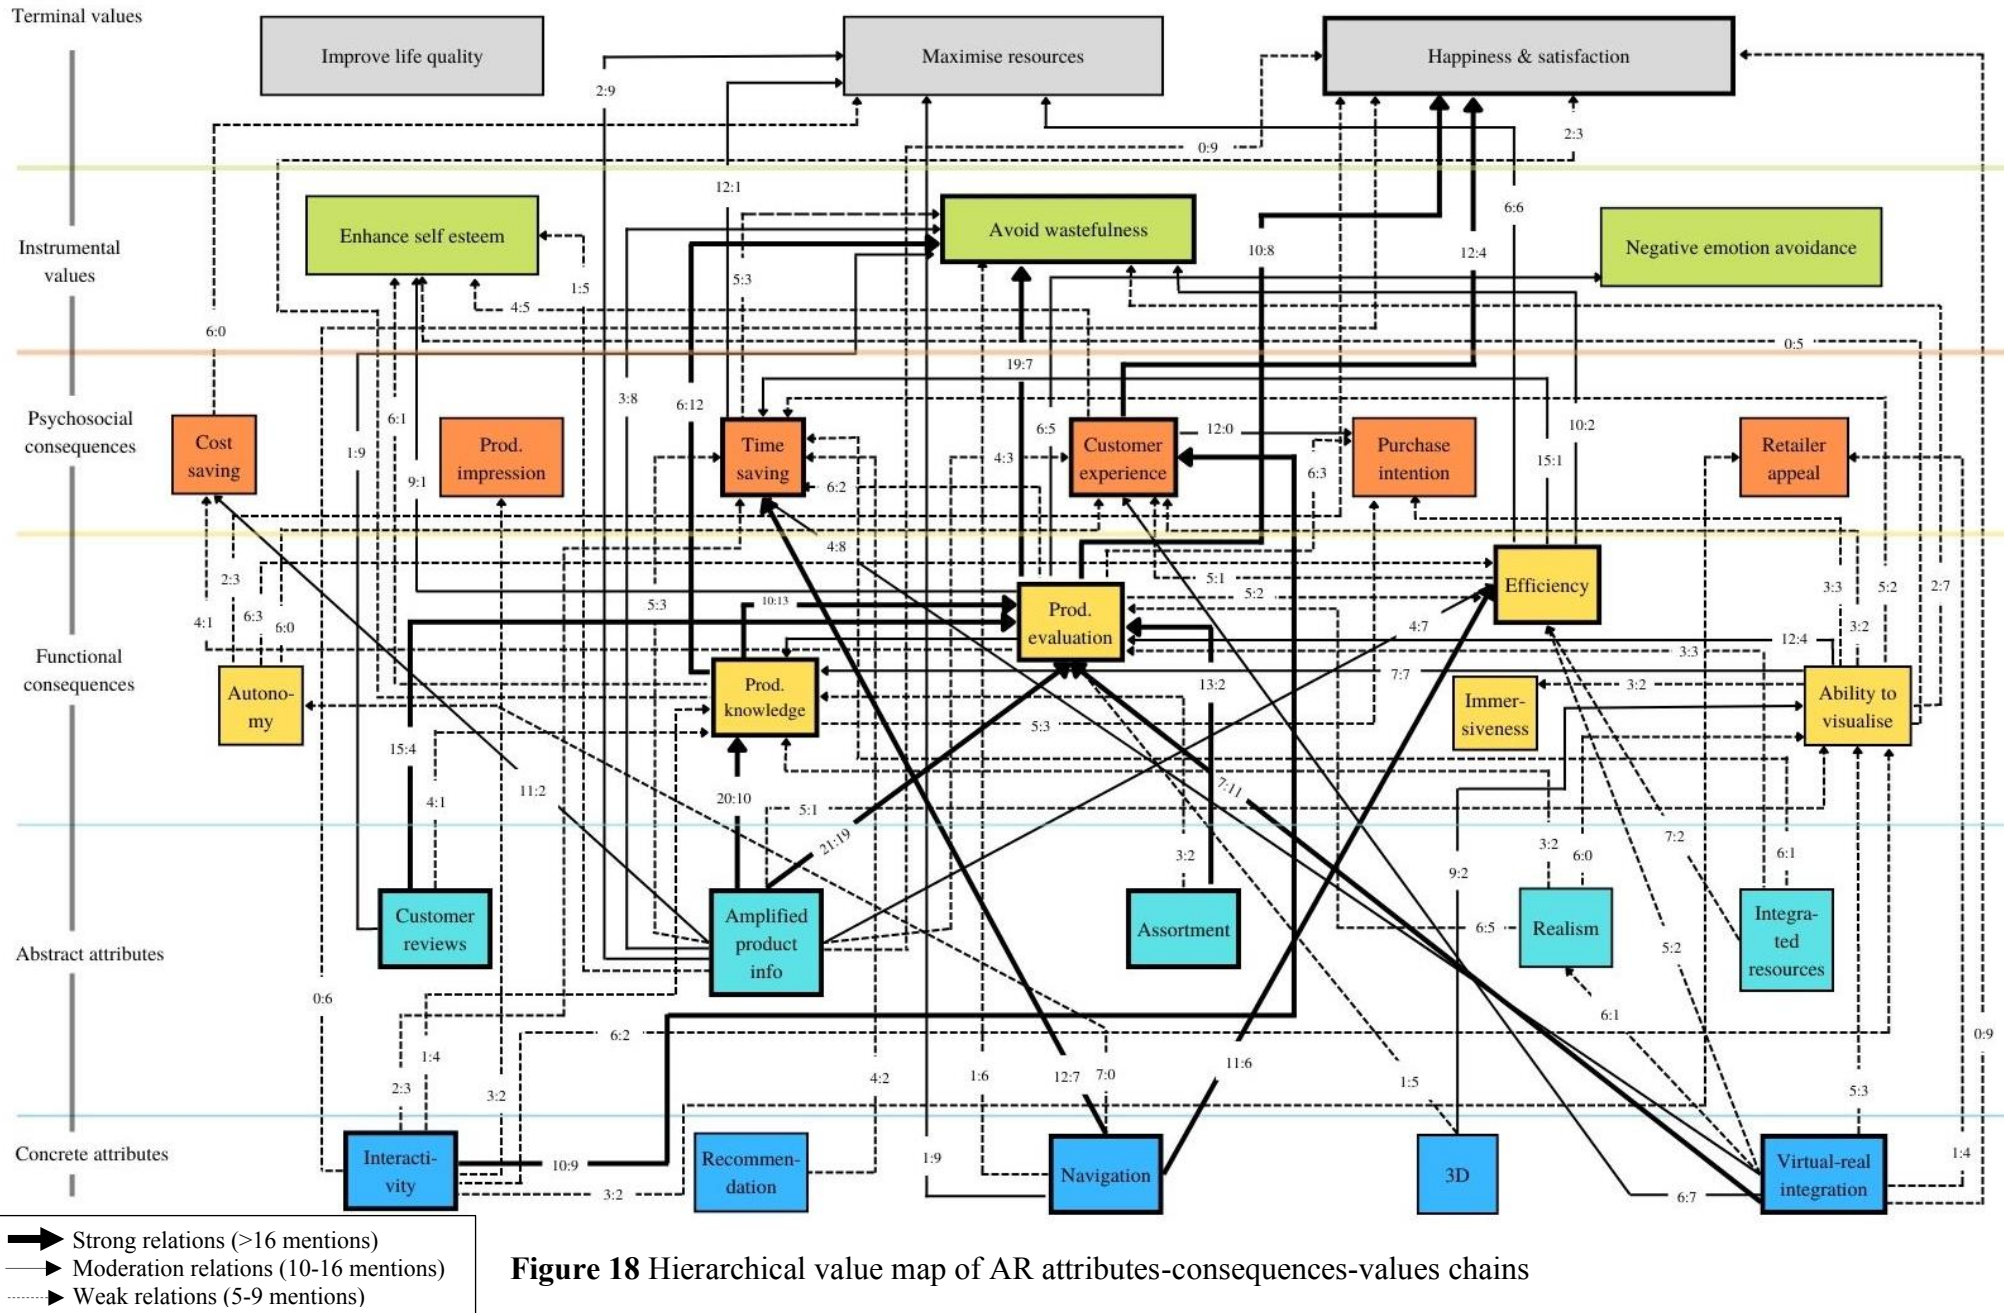 Terminal values
Improve life quality
Maximise resources
Happiness & satisfaction
2:9
2:3
0:9
12:1
6:6
Instrumental
values
Enhance self esteem
Avoid wastefulness
Negative emotion avoidance
10:8
12:4
5:3
1:5
4:5
6:0
0:5
19:7
Psychosocial
consequences
Cost
saving
Prod.
impression
Time
saving
Customer
experience
Purchase
intention
Retailer
appeal
3:8
6:12
6:1
1:9
9:1
6:5
12:0
10:2
4:3
15:1
6:3
6:2
4:8
Functional
consequences
Autono-
my
Prod.
knowledge
Prod.
evaluation
Efficiency
Immer-
siveness
Ability to
visualise
2:3
6:3
6:0
4:1
5:3
10:13
5:1
5:2
4:7
3:3
5:2
2:7
3:2
12:4
3:3
7:7
3:2
13:2
5:3
15:4
11:2
4:1
20:10
5:1
21:19
7:11
3:2
9:2
3:2
6:0
7:2
6:1
Abstract attributes
Customer
reviews
Amplified
product
info
Assortment
Realism
Integra-
ted
resources
6:5
5:2
0:6
6:2
6:1
0:9
1:4
2:3
3:2
4:2
1:6
12:7
7:0
11:6
1:5
5:3
Concrete attributes
Interacti-
vity
Recommen-
dation
Navigation
3D
Virtual-real
integration
10:9
3:2
1:9
6:7
1:4
Strong relations (>16 mentions)
Moderation relations (10-16 mentions)
Weak relations (5-9 mentions)
Figure 18 Hierarchical value map of AR attributes-consequences-values chains